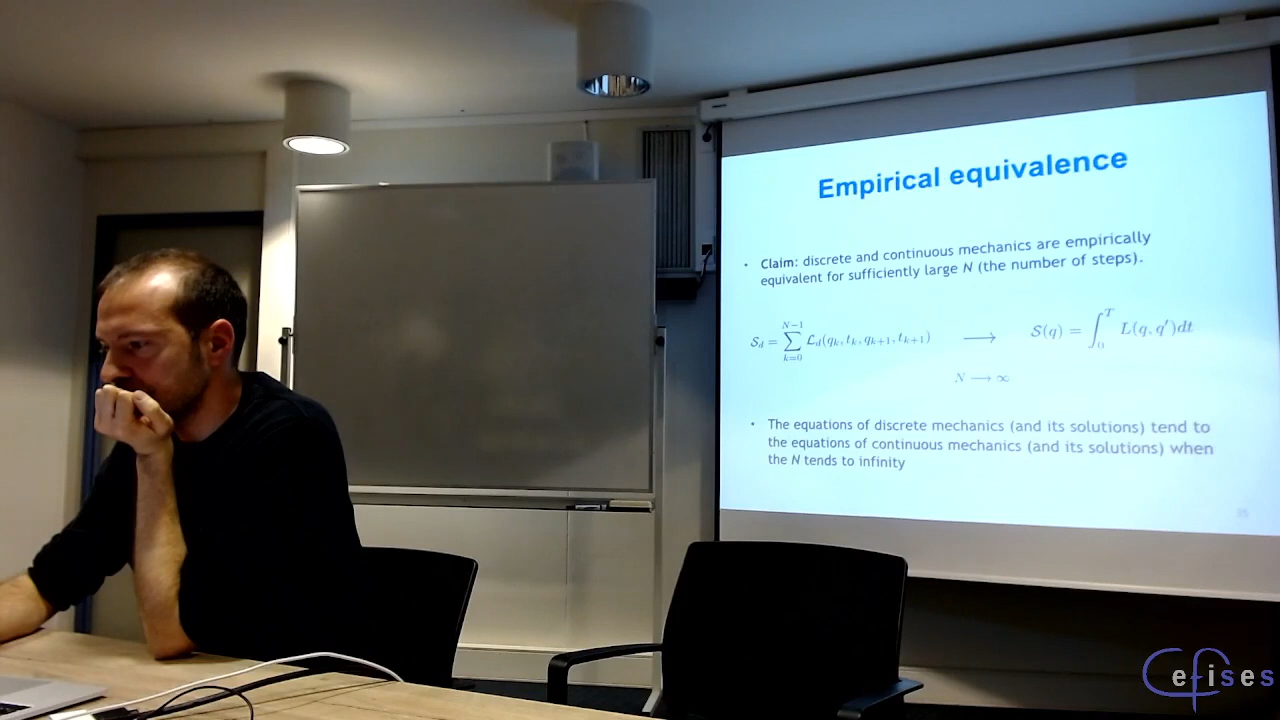 Empirical equivalence
• Claim: discrete and continuous mechanics are empirically
equivalent for sufficiently large N (the number of steps).
𝒮_d = ∑_{k=0}^{N−1} ℒ_d(q_k, t_k, q_{k+1}, t_{k+1}) ⟶ 𝒮(q) = ∫_0^T L(q, q′)dt
N ⟶ ∞
• The equations of discrete mechanics (and its solutions) tend to
the equations of continuous mechanics (and its solutions) when
the N tends to infinity
Cefises